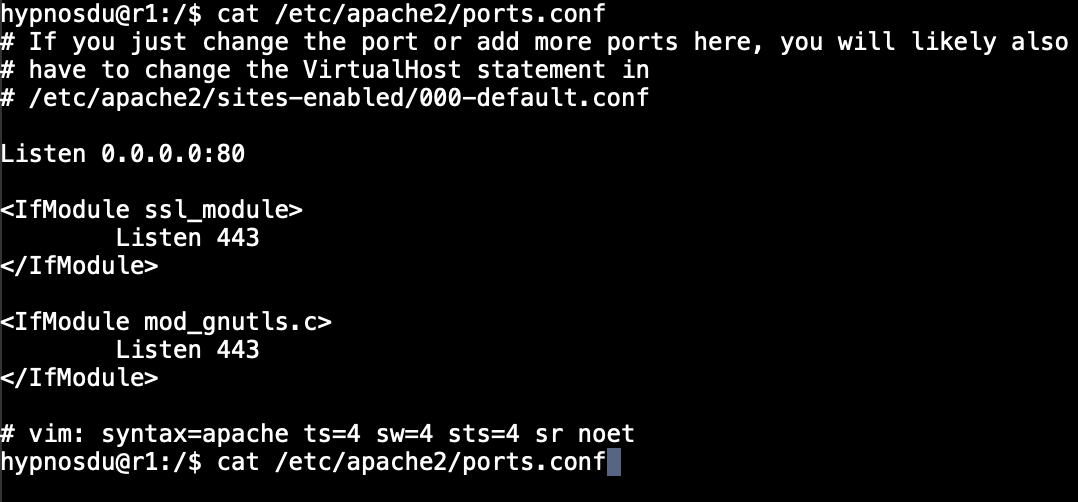 hypnosdu@r1:/$ cat /etc/apache2/ports.conf
# If you just change the port or add more ports here, you will likely also
# have to change the VirtualHost statement in
# /etc/apache2/sites-enabled/000-default.conf

Listen 0.0.0.0:80

<IfModule ssl_module>
        Listen 443
</IfModule>

<IfModule mod_gnutls.c>
        Listen 443
</IfModule>

# vim: syntax=apache ts=4 sw=4 sts=4 sr noet
hypnosdu@r1:/$ cat /etc/apache2/ports.conf